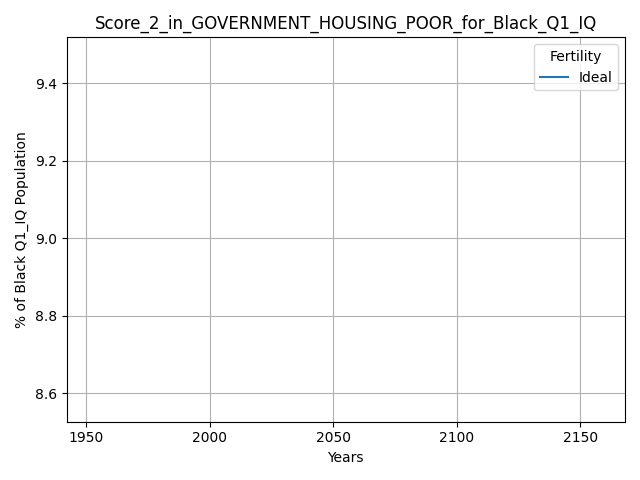 Score_2_in_GOVERNMENT_HOUSING_POOR_for_Black_Q1_IQ
Fertility
Ideal
9.4
9.2
9.0
8.8
8.6
% of Black Q1_IQ Population
1950 2000 2050 2100 2150
Years